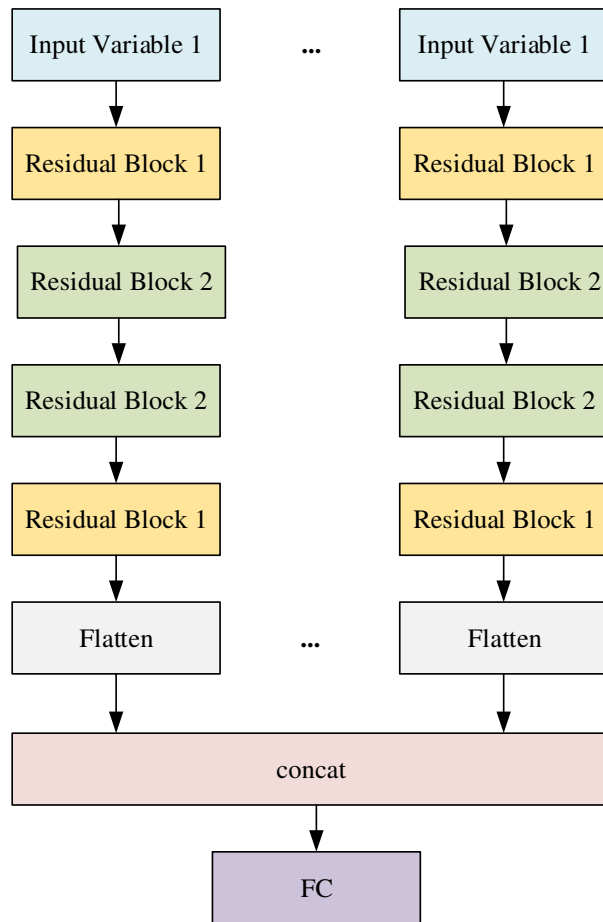 Input Variable 1 ... Input Variable 1
Residual Block 1 Residual Block 1
Residual Block 2 Residual Block 2
Residual Block 2 Residual Block 2
Residual Block 1 Residual Block 1
Flatten ... Flatten
concat
FC